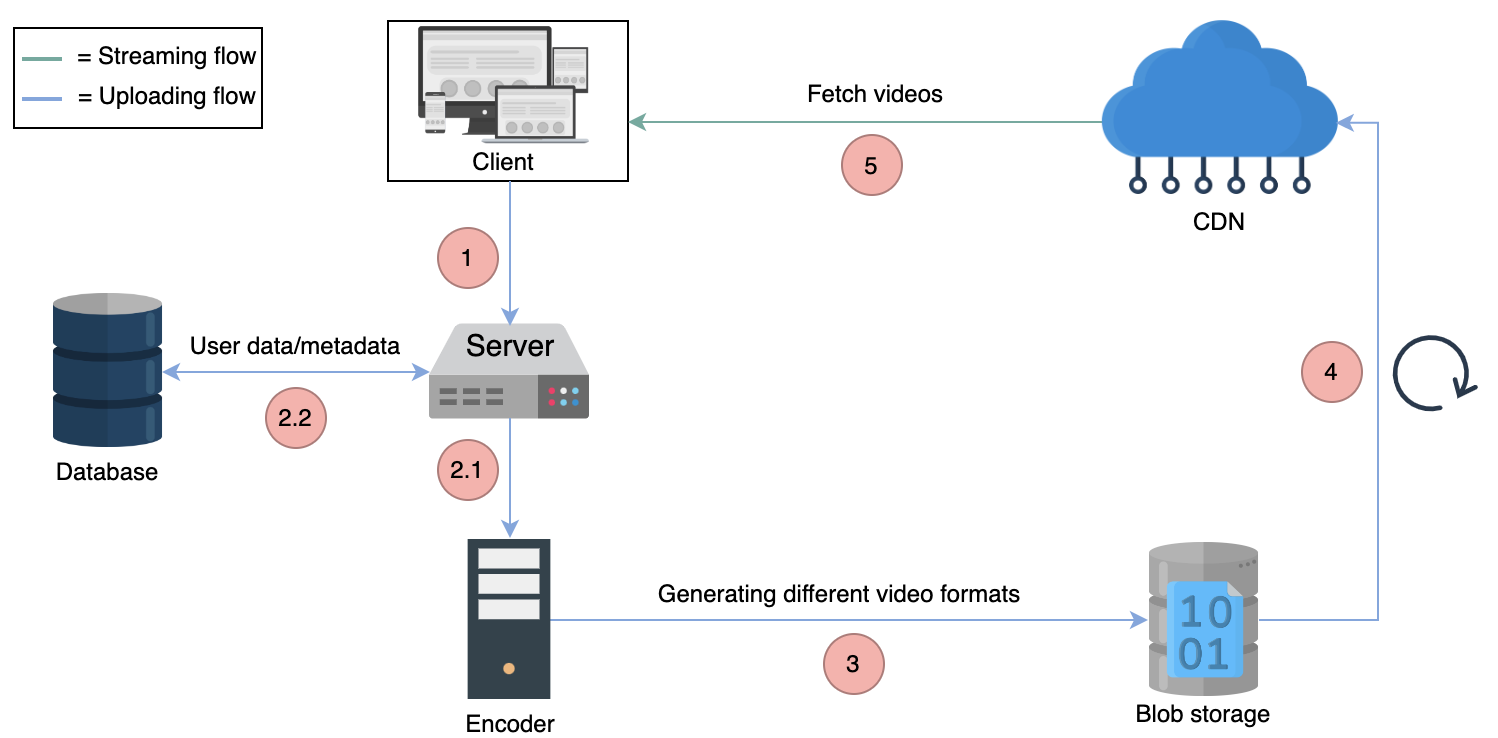 = Streaming flow
= Uploading flow
Client
Fetch videos
5
CDN
1
Server
User data/metadata
2.2
Database
2.1
4
Encoder
Generating different video formats
3
10
01
Blob storage